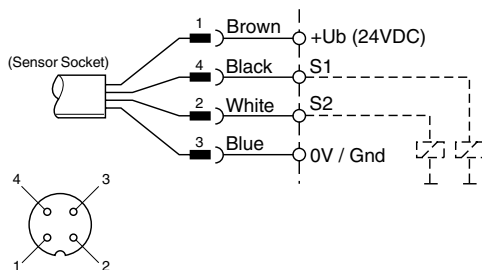 1 Brown +Ub (24VDC)
(Sensor Socket)
4 Black S1
2 White S2
3 Blue 0V / Gnd
4 3
1 2